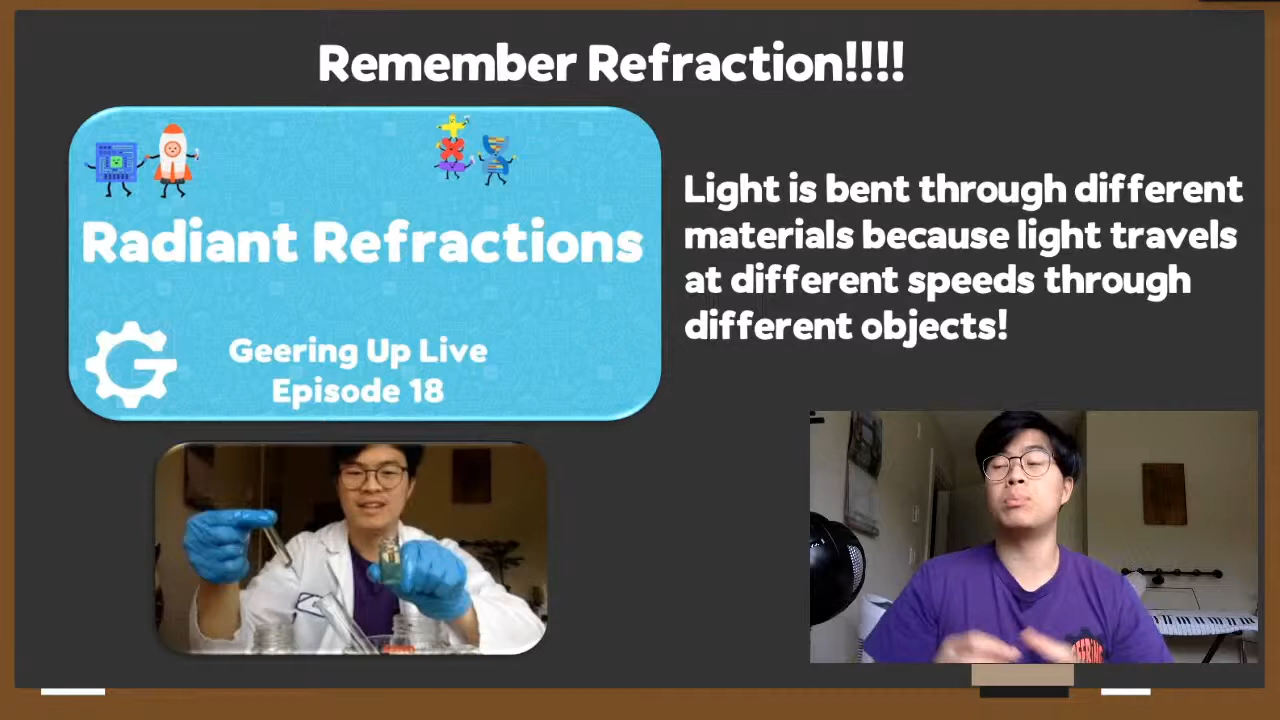 Remember Refraction!!!!
Radiant Refractions
Geering Up Live
Episode 18
Light is bent through different
materials because light travels
at different speeds through
different objects!